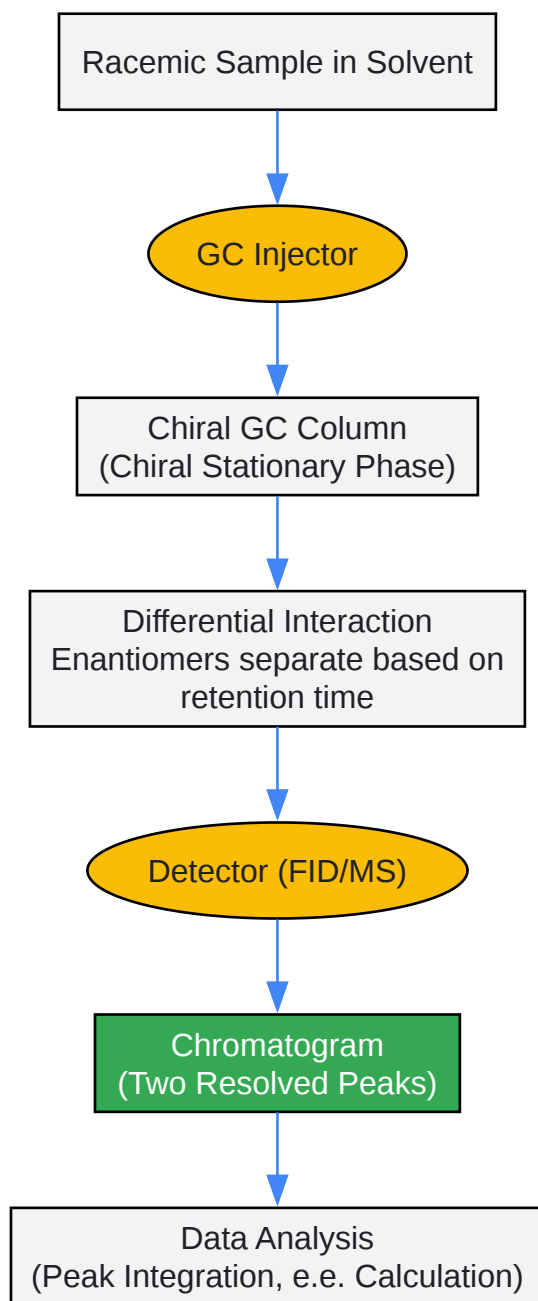 Racemic Sample in Solvent
GC Injector
Chiral GC Column
(Chiral Stationary Phase)
Differential Interaction
Enantiomers separate based on
retention time
Detector (FID/MS)
Chromatogram
(Two Resolved Peaks)
Data Analysis
(Peak Integration, e.e. Calculation)